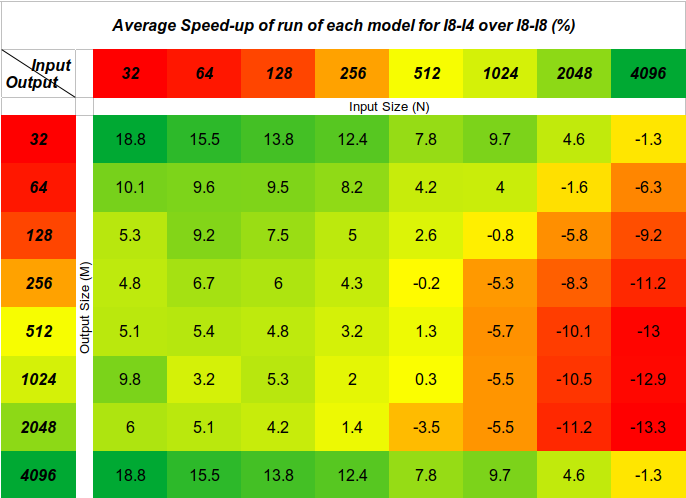 Average Speed-up of run of each model for I8-I4 over I8-I8 (%)
Input
Output
32 64 128 256 512 1024 2048 4096
Input Size (N)
Output Size (M)
32 18.8 15.5 13.8 12.4 7.8 9.7 4.6 -1.3
64 10.1 9.6 9.5 8.2 4.2 4 -1.6 -6.3
128 5.3 9.2 7.5 5 2.6 -0.8 -5.8 -9.2
256 4.8 6.7 6 4.3 -0.2 -5.3 -8.3 -11.2
512 5.1 5.4 4.8 3.2 1.3 -5.7 -10.1 -13
1024 9.8 3.2 5.3 2 0.3 -5.5 -10.5 -12.9
2048 6 5.1 4.2 1.4 -3.5 -5.5 -11.2 -13.3
4096 18.8 15.5 13.8 12.4 7.8 9.7 4.6 -1.3